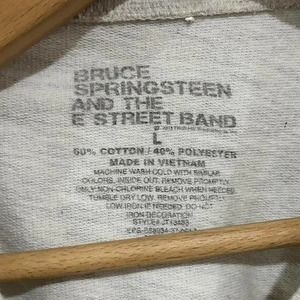 BRUCE
SPRINGSTEEN
AND THE
E STREET BAND
L
60% COTTON / 40% POLYESTER
MADE IN VIETNAM
MACHINE WASH COLD WITH SIMILAR
COLORS, INSIDE OUT. REMOVE PROMPTLY.
ONLY NON-CHLORINE BLEACH WHEN NEEDED
TUMBLE DRY LOW. REMOVE PROMPTLY.
LOW IRON IF NEEDED. DO NOT
IRON DECORATION
STYLE#